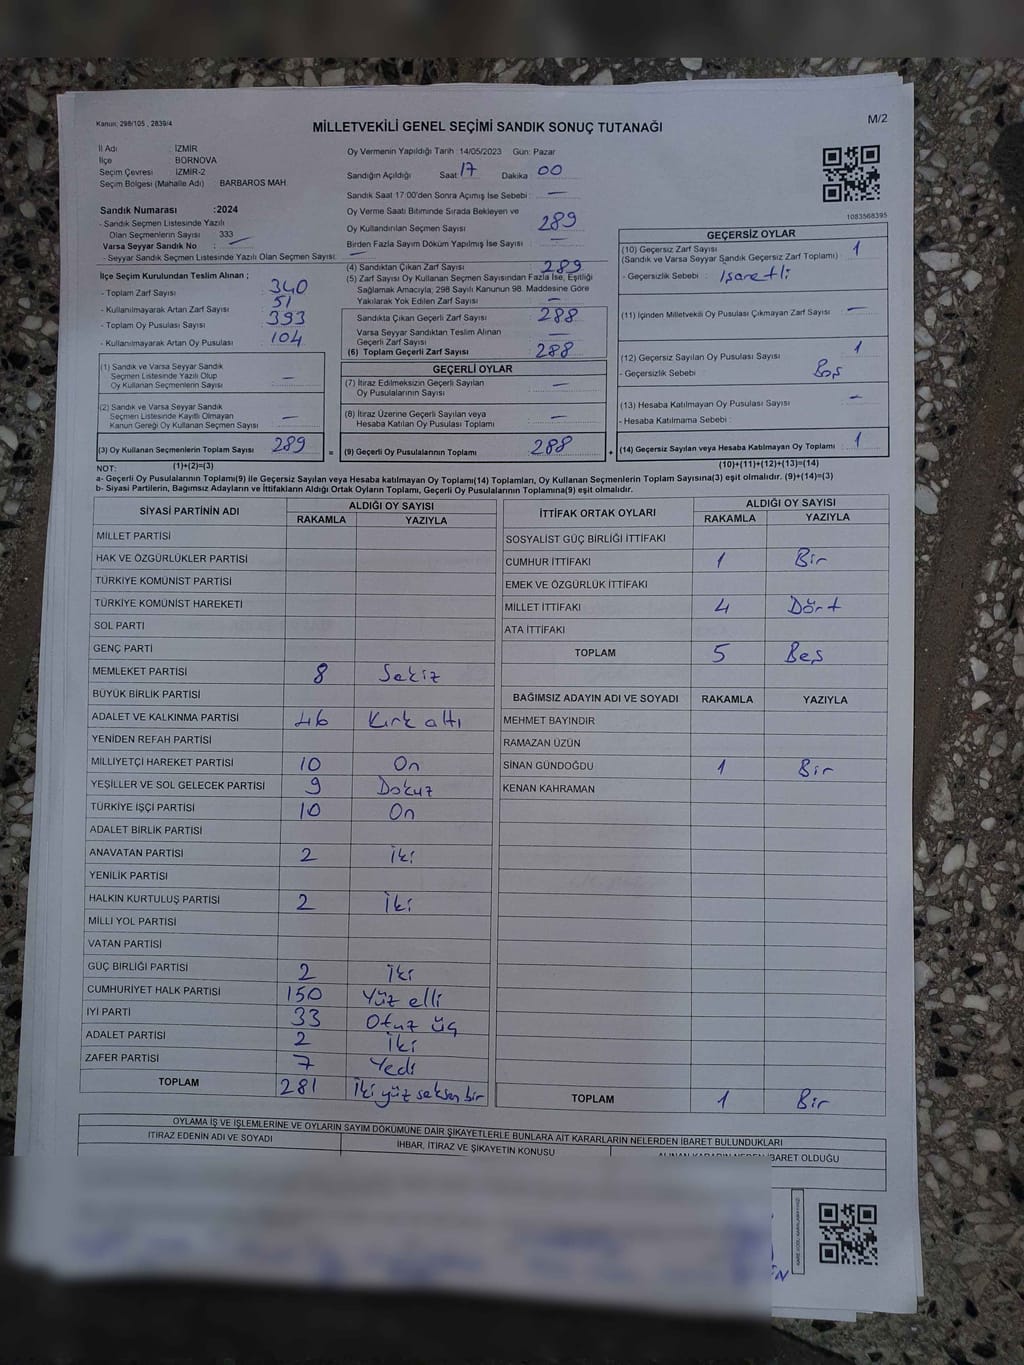 Kanun; 298/105 , 2839/4
MİLLETVEKİLİ GENEL SEÇİMİ SANDIK SONUÇ TUTANAĞI
M/2
İl Adı : İZMİR
İlçe : BORNOVA
Seçim Çevresi : İZMİR-2
Seçim Bölgesi (Mahalle Adı) BARBAROS MAH.
Oy Vermenin Yapıldığı Tarih : 14/05/2023 Gün: Pazar
Sandığın Açıldığı Saat 17 Dakika 00
Sandık Saat 17:00'den Sonra Açımış İse Sebebi : —
Oy Verme Saati Bitiminde Sırada Bekleyen ve
Oy Kullandırılan Seçmen Sayısı 289
Birden Fazla Sayım Döküm Yapılmış İse Sayısı —
1083568395
Sandık Numarası :2024
- Sandık Seçmen Listesinde Yazılı
Olan Seçmenlerin Sayısı 333
Varsa Seyyar Sandık No : —
- Seyyar Sandık Seçmen Listesinde Yazılı Olan Seçmen Sayısı: —
İlçe Seçim Kurulundan Teslim Alınan ;
- Toplam Zarf Sayısı : 340
- Kullanılmayarak Artan Zarf Sayısı : 51
- Toplam Oy Pusulası Sayısı : 393
- Kullanılmayarak Artan Oy Pusulası : 104
(1) Sandık ve Varsa Seyyar Sandık
Seçmen Listesinde Yazılı Olup
Oy Kullanan Seçmenlerin Sayısı : —
(2) Sandık ve Varsa Seyyar Sandık
Seçmen Listesinde Kayıtlı Olmayan
Kanun Gereği Oy Kullanan Seçmen Sayısı : —
(3) Oy Kullanan Seçmenlerin Toplam Sayısı 289
(1)+(2)=(3)
(4) Sandıktan Çıkan Zarf Sayısı 289
(5) Zarf Sayısı Oy Kullanan Seçmen Sayısından Fazla İse, Eşitliği
Sağlamak Amacıyla; 298 Sayılı Kanunun 98. Maddesine Göre
Yakılarak Yok Edilen Zarf Sayısı : —
Sandıkta Çıkan Geçerli Zarf Sayısı : 288
Varsa Seyyar Sandıktan Teslim Alınan
Geçerli Zarf Sayısı : —
(6) Toplam Geçerli Zarf Sayısı : 288
GEÇERLİ OYLAR
(7) İtiraz Edilmeksizin Geçerli Sayılan
Oy Pusulalarının Sayısı : —
(8) İtiraz Üzerine Geçerli Sayılan veya
Hesaba Katılan Oy Pusulası Toplamı : —
= (9) Geçerli Oy Pusulalarının Toplamı : 288
GEÇERSİZ OYLAR
(10) Geçersiz Zarf Sayısı
(Sandık ve Varsa Seyyar Sandık Geçersiz Zarf Toplamı) : 1
- Geçersizlik Sebebi : İşaretli
(11) İçinden Milletvekili Oy Pusulası Çıkmayan Zarf Sayısı : —
(12) Geçersiz Sayılan Oy Pusulası Sayısı : 1
- Geçersizlik Sebebi : Boş
(13) Hesaba Katılmayan Oy Pusulası Sayısı : —
- Hesaba Katılmama Sebebi :
+ (14) Geçersiz Sayılan veya Hesaba Katılmayan Oy Toplamı : 1
(10)+(11)+(12)+(13)=(14)
NOT:
a- Geçerli Oy Pusulalarının Toplamı(9) ile Geçersiz Sayılan veya Hesaba Katılmayan Oy Toplamı(14) Toplamları, Oy Kullanan Seçmenlerin Toplam Sayısına(3) eşit olmalıdır. (9)+(14)=(3)
b- Siyasi Partilerin, Bağımsız Adayların ve İttifakların Aldığı Ortak Oyların Toplamı, Geçerli Oy Pusulalarının Toplamına(9) eşit olmalıdır.
SİYASİ PARTİNİN ADI ALDIĞI OY SAYISI
RAKAMLA YAZIYLA
MİLLET PARTİSİ
HAK VE ÖZGÜRLÜKLER PARTİSİ
TÜRKİYE KOMÜNİST PARTİSİ
TÜRKİYE KOMÜNİST HAREKETİ
SOL PARTİ
GENÇ PARTİ
MEMLEKET PARTİSİ 8 Sekiz
BÜYÜK BİRLİK PARTİSİ
ADALET VE KALKINMA PARTİSİ 46 Kırk altı
YENİDEN REFAH PARTİSİ
MİLLİYETÇİ HAREKET PARTİSİ 10 On
YEŞİLLER VE SOL GELECEK PARTİSİ 9 Dokuz
TÜRKİYE İŞÇİ PARTİSİ 10 On
ADALET BİRLİK PARTİSİ
ANAVATAN PARTİSİ 2 İki
YENİLİK PARTİSİ
HALKIN KURTULUŞ PARTİSİ 2 İki
MİLLİ YOL PARTİSİ
VATAN PARTİSİ
GÜÇ BİRLİĞİ PARTİSİ 2 İki
CUMHURİYET HALK PARTİSİ 150 Yüz elli
İYİ PARTİ 33 Otuz üç
ADALET PARTİSİ 2 İki
ZAFER PARTİSİ 7 Yedi
TOPLAM 281 İki yüz seksen bir
İTTİFAK ORTAK OYLARI ALDIĞI OY SAYISI
RAKAMLA YAZIYLA
SOSYALİST GÜÇ BİRLİĞİ İTTİFAKI
CUMHUR İTTİFAKI 1 Bir
EMEK VE ÖZGÜRLÜK İTTİFAKI
MİLLET İTTİFAKI 4 Dört
ATA İTTİFAKI
TOPLAM 5 Beş
BAĞIMSIZ ADAYIN ADI VE SOYADI RAKAMLA YAZIYLA
MEHMET BAYINDIR
RAMAZAN ÜZÜN
SİNAN GÜNDOĞDU 1 Bir
KENAN KAHRAMAN
TOPLAM 1 Bir
OYLAMA İŞ VE İŞLEMLERİNE VE OYLARIN SAYIM DÖKÜMÜNE DAİR ŞİKAYETLERLE BUNLARA AİT KARARLARIN NELERDEN İBARET BULUNDUKLARI
İTİRAZ EDENİN ADI VE SOYADI İHBAR, İTİRAZ VE ŞİKAYETİN KONUSU ALINAN KARARIN NEDEN İBARET OLDUĞU